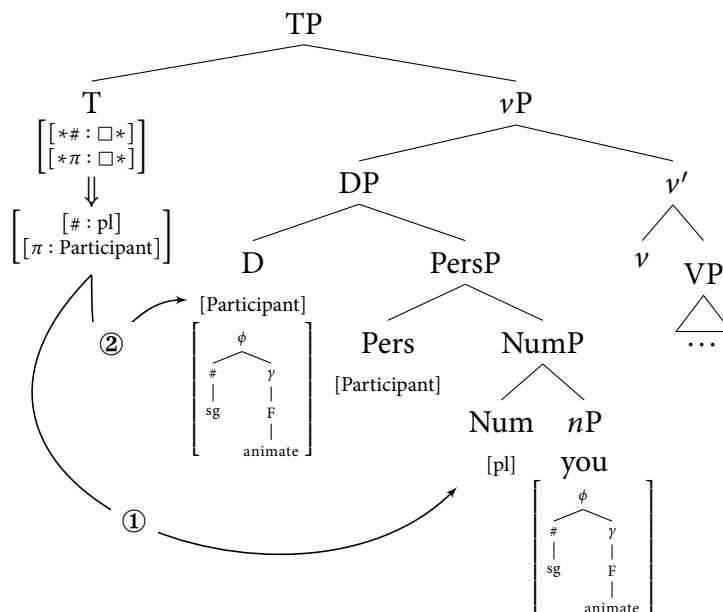 TP
T νP
[∗# : □∗]
[∗π : □∗]
⇓
[# : pl]
[π : Participant]
DP ν′
D PersP ν VP
[Participant] …
②
ϕ
# γ
sg F
animate
Pers NumP
[Participant]
Num nP
[pl] you
ϕ
# γ
sg F
animate
①